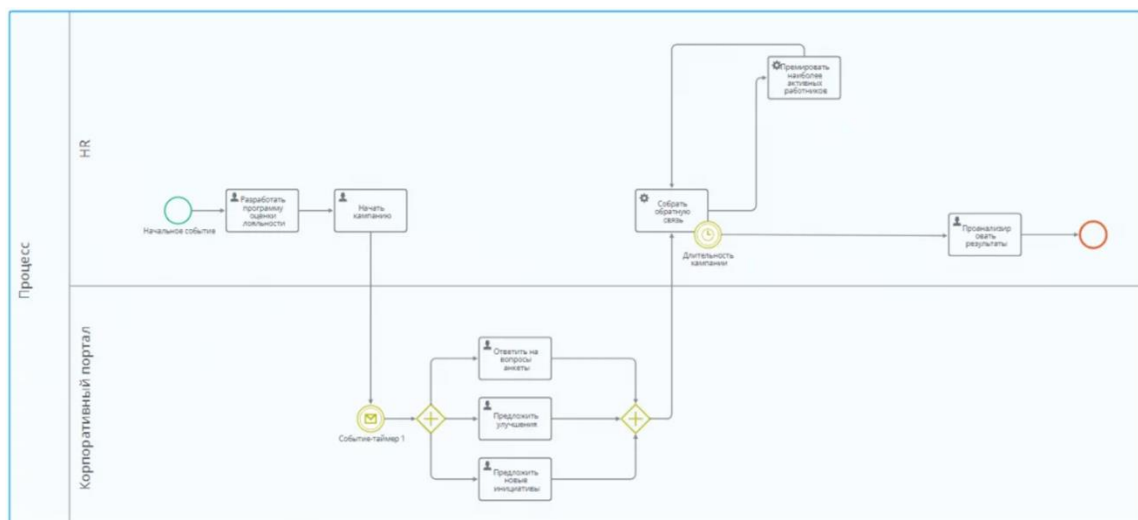 Процесс
HR
Премировать
наиболее
активных
работников
Начальное событие
Разработать
программу
оценки
лояльности
Начать
кампанию
Собрать
обратную
связь
Длительность
кампании
Проанализир
овать
результаты
Корпоративный портал
Событие-таймер 1
Ответить на
вопросы
анкеты
Предложить
улучшения
Предложить
новые
инициативы